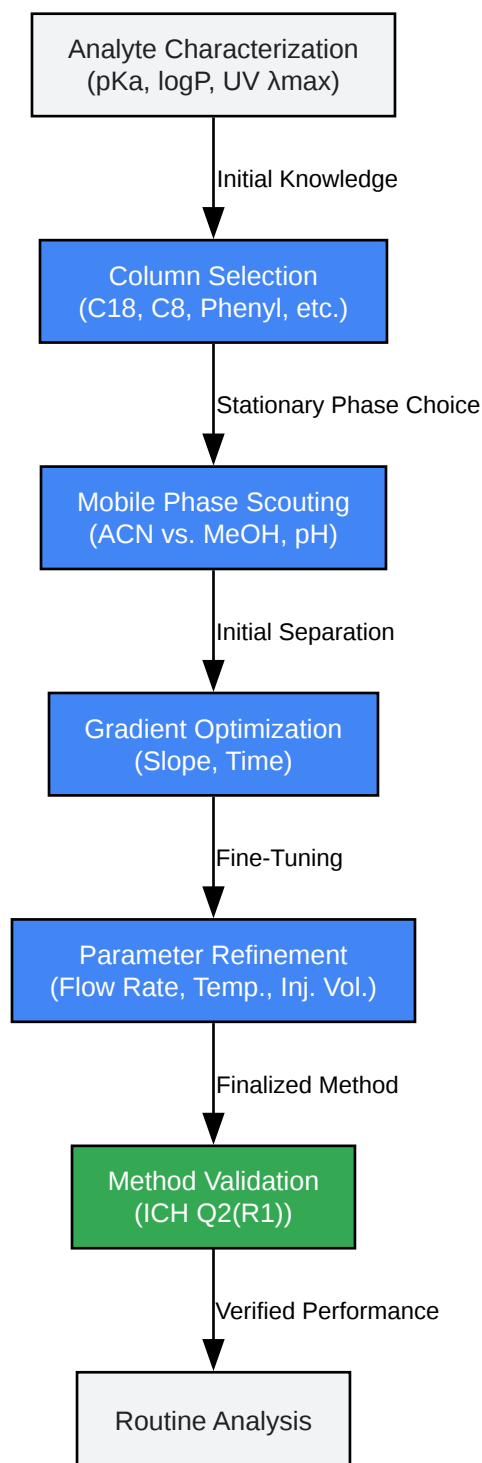 Analyte Characterization
(pKa, logP, UV λmax)
Initial Knowledge
Column Selection
(C18, C8, Phenyl, etc.)
Stationary Phase Choice
Mobile Phase Scouting
(ACN vs. MeOH, pH)
Initial Separation
Gradient Optimization
(Slope, Time)
Fine-Tuning
Parameter Refinement
(Flow Rate, Temp., Inj. Vol.)
Finalized Method
Method Validation
(ICH Q2(R1))
Verified Performance
Routine Analysis